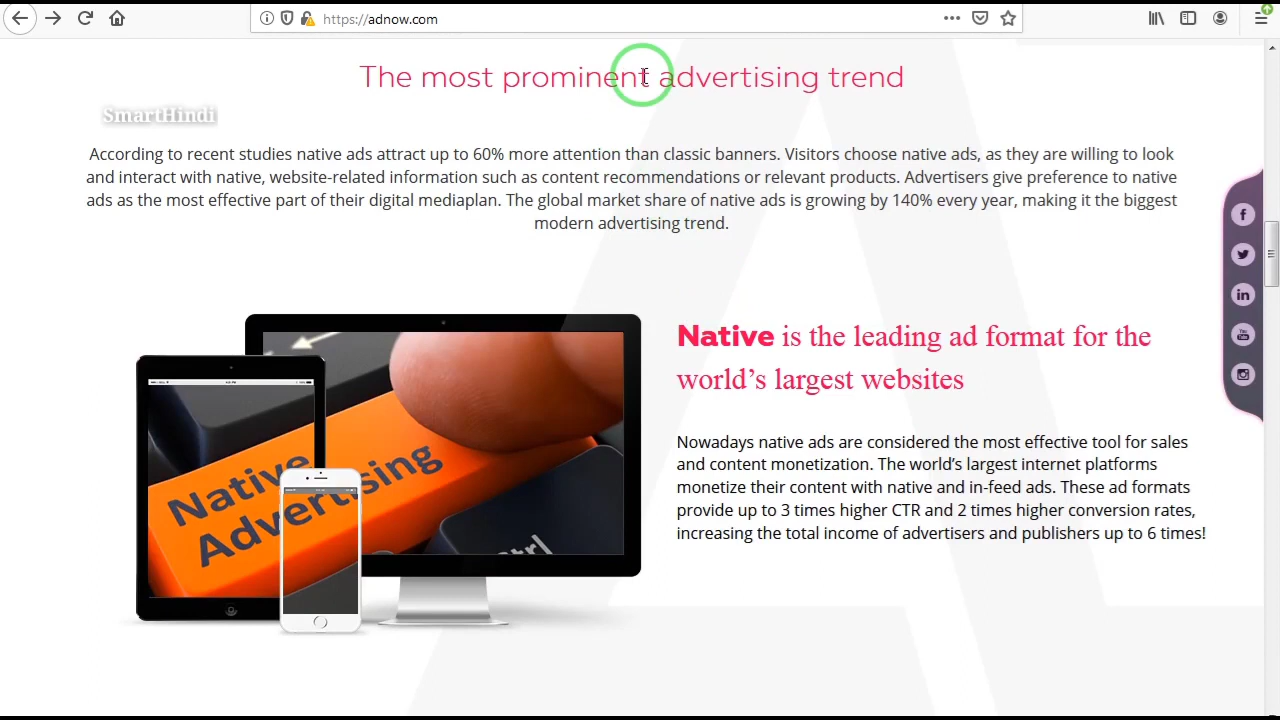 https://adnow.com
The most prominent advertising trend
SmartHindi
According to recent studies native ads attract up to 60% more attention than classic banners. Visitors choose native ads, as they are willing to look
and interact with native, website-related information such as content recommendations or relevant products. Advertisers give preference to native
ads as the most effective part of their digital mediaplan. The global market share of native ads is growing by 140% every year, making it the biggest
modern advertising trend.
Native is the leading ad format for the
world’s largest websites
Nowadays native ads are considered the most effective tool for sales
and content monetization. The world’s largest internet platforms
monetize their content with native and in-feed ads. These ad formats
provide up to 3 times higher CTR and 2 times higher conversion rates,
increasing the total income of advertisers and publishers up to 6 times!
Native
Advertising
Ctrl